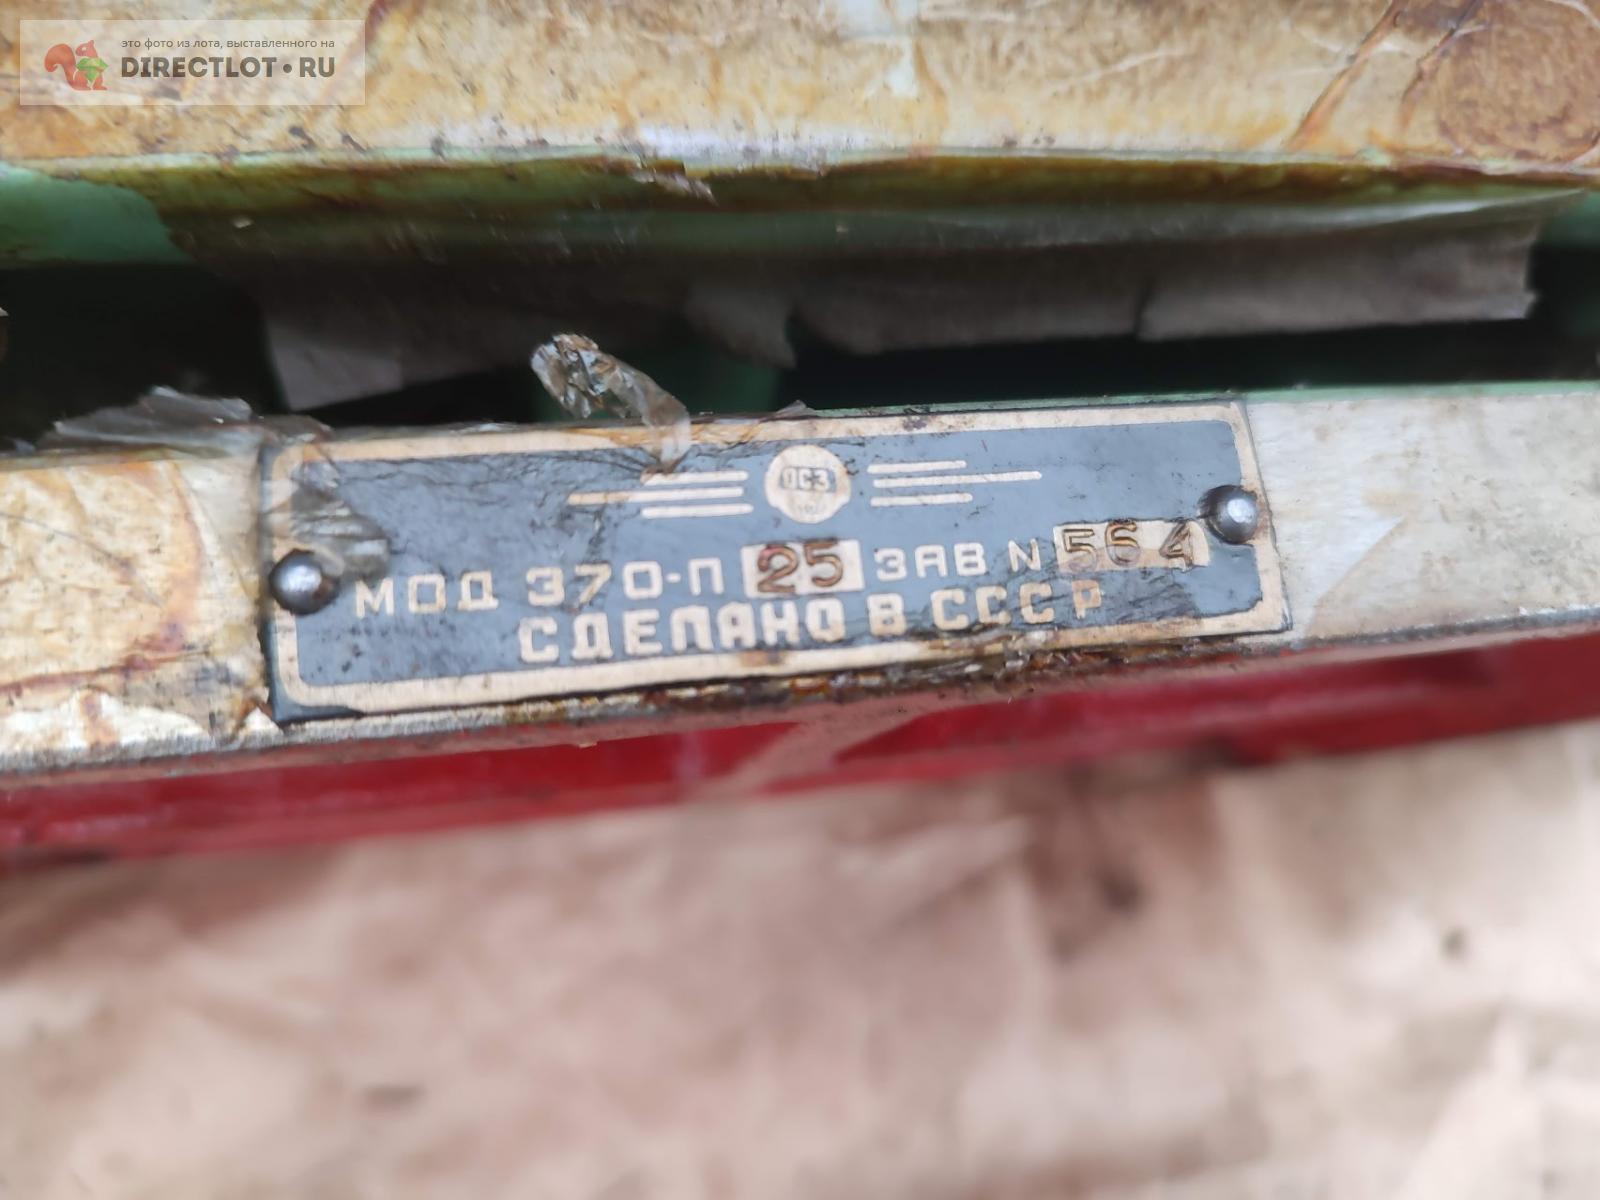 это фото из лота, выставленного на
DIRECTLOT•RU
ОСЗ
МОД 370-П 25 ЗАВ N 564
СДЕЛАНО В СССР